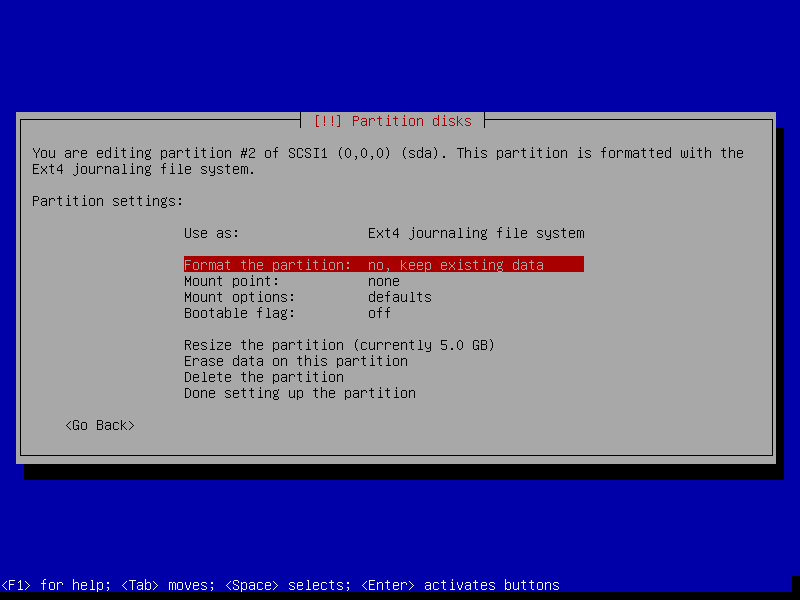 [!!] Partition disks
You are editing partition #2 of SCSI1 (0,0,0) (sda). This partition is formatted with the
Ext4 journaling file system.
Partition settings:
Use as: Ext4 journaling file system
Format the partition: no, keep existing data
Mount point: none
Mount options: defaults
Bootable flag: off
Resize the partition (currently 5.0 GB)
Erase data on this partition
Delete the partition
Done setting up the partition
<Go Back>
<F1> for help; <Tab> moves; <Space> selects; <Enter> activates buttons